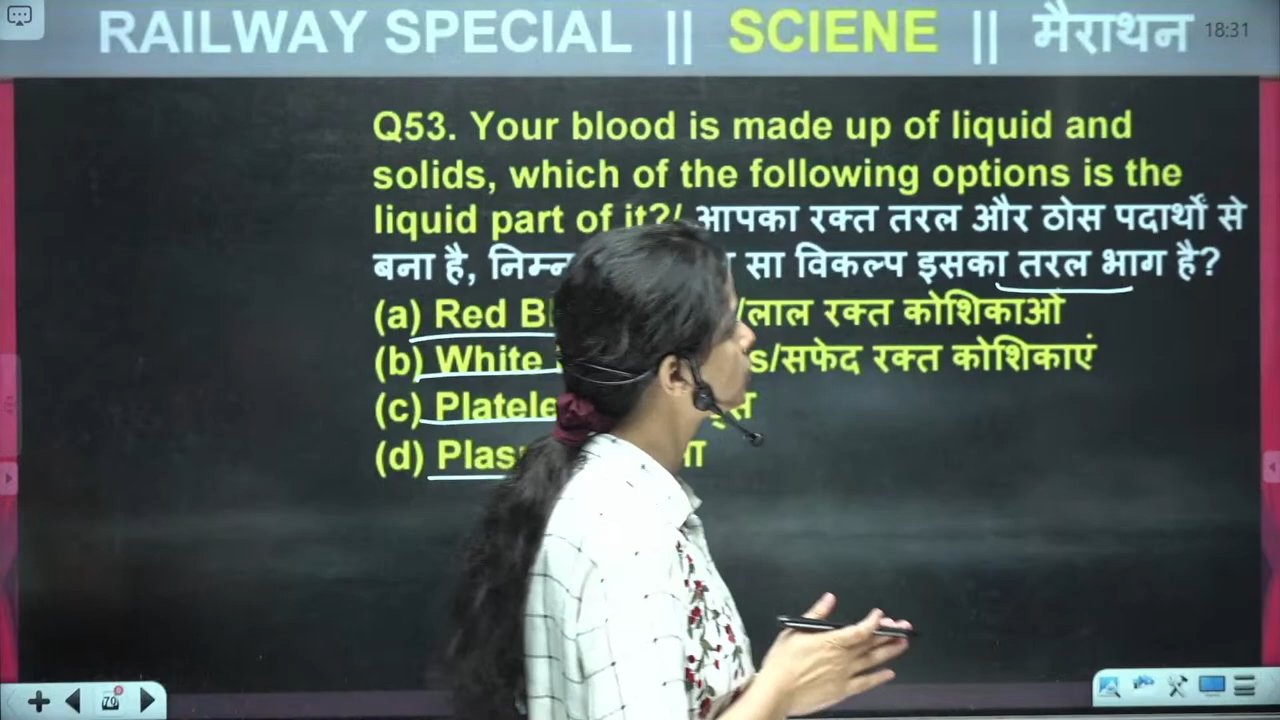 RAILWAY SPECIAL || SCIENE || मैराथन 18:31
Q53. Your blood is made up of liquid and
solids, which of the following options is the
liquid part of it?/ आपका रक्त तरल और ठोस पदार्थों से
बना है, सा विकल्प इसका तरल भाग है?
(a) Red /लाल रक्त कोशिकाओं
(b) White /सफेद रक्त कोशिकाएं
(c)
(d)